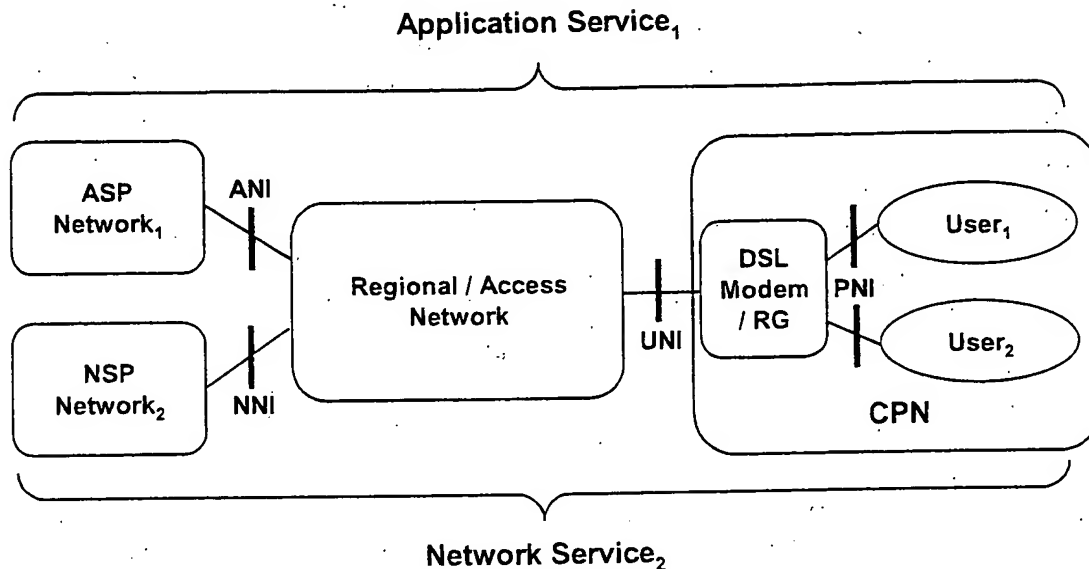 Application Service₁
ASP
Network₁
ANI
Regional / Access
Network
NSP
Network₂
NNI
UNI
DSL
Modem
/ RG
PNI
User₁
User₂
CPN
Network Service₂